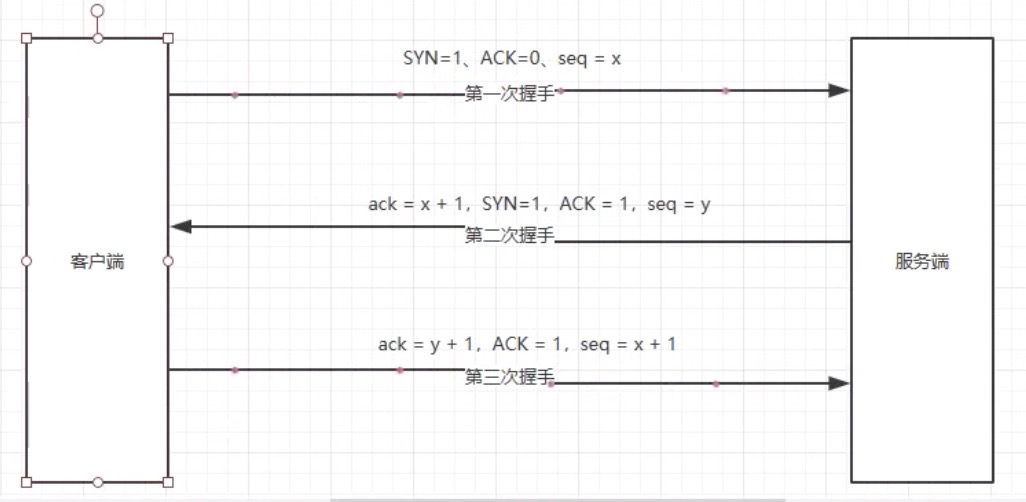 SYN=1、ACK=0、seq = x
第一次握手
ack = x + 1，SYN=1，ACK = 1，seq = y
第二次握手
客户端
服务端
ack = y + 1，ACK = 1，seq = x + 1
第三次握手